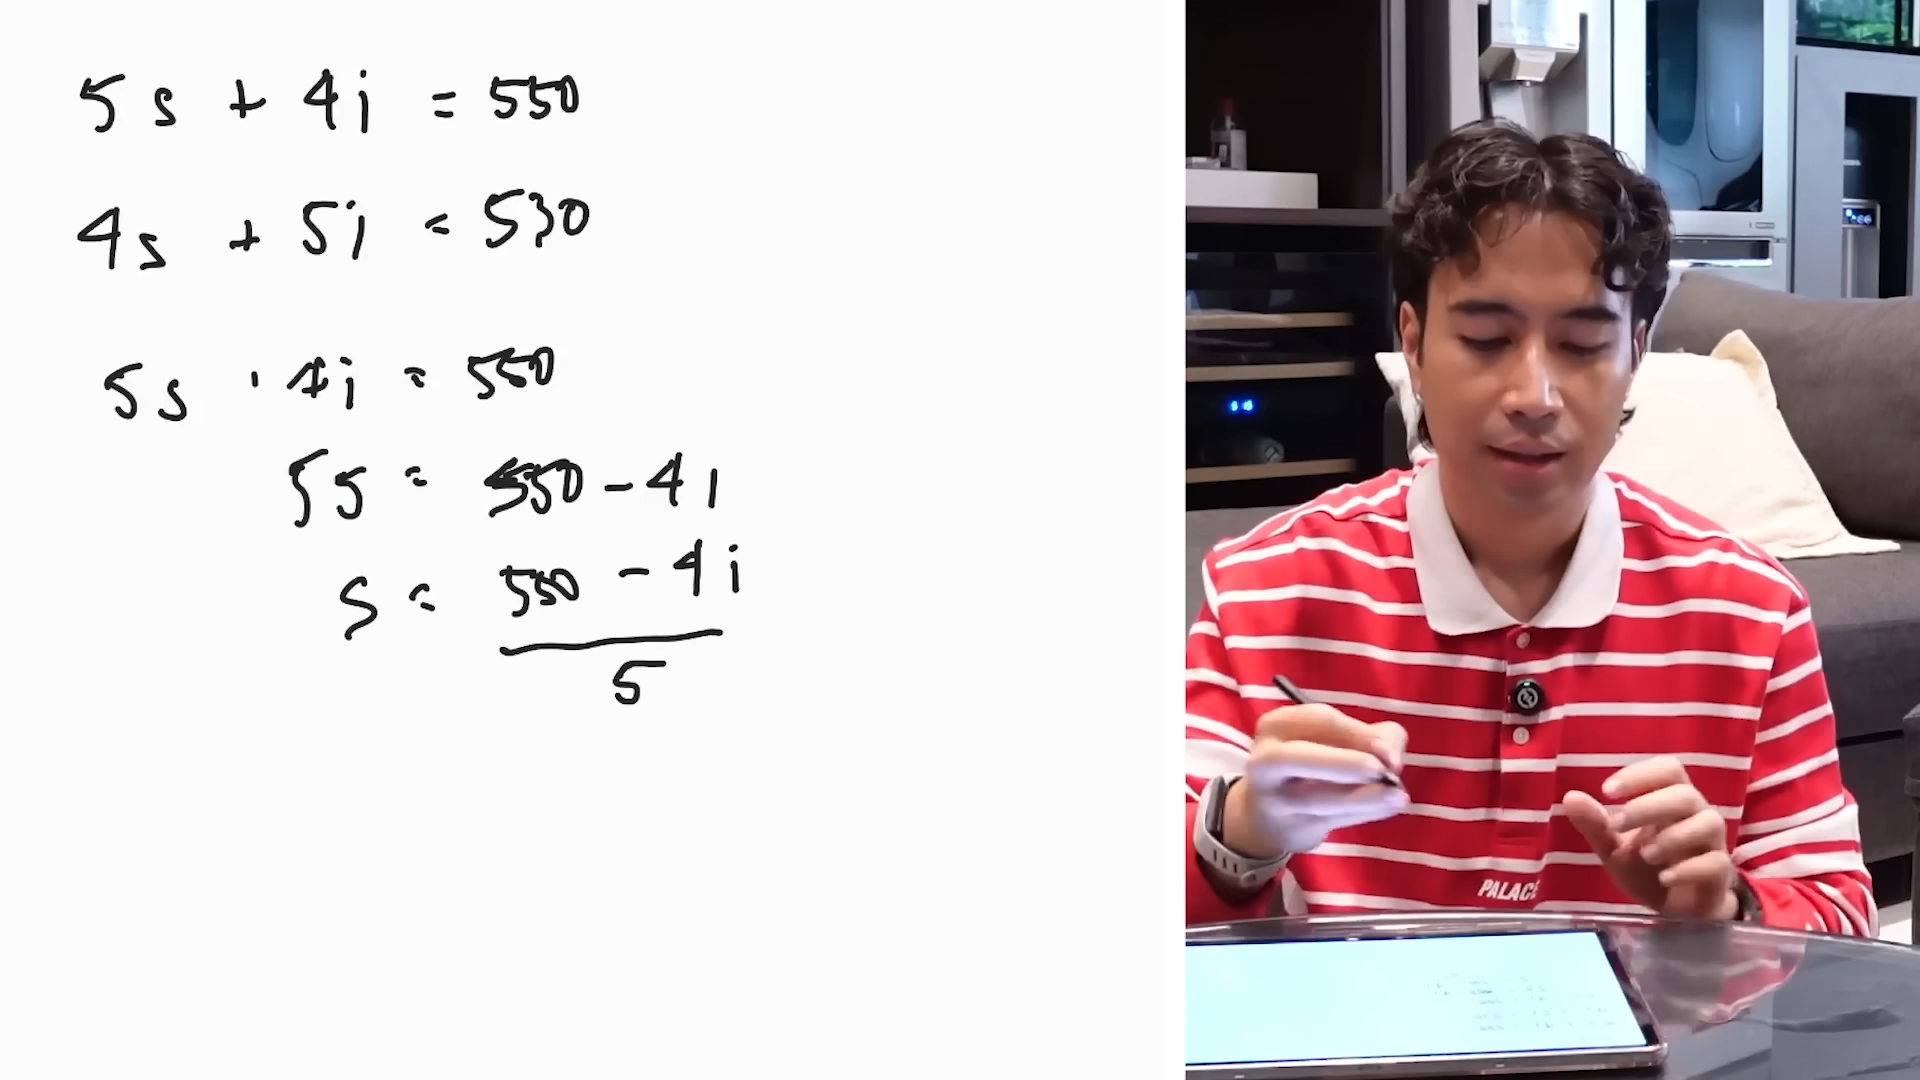 5s + 4i = 550
4s + 5i = 530
5s + 4i = 550
5s = 550 - 4i
s = 550 - 4i
5
PALACE